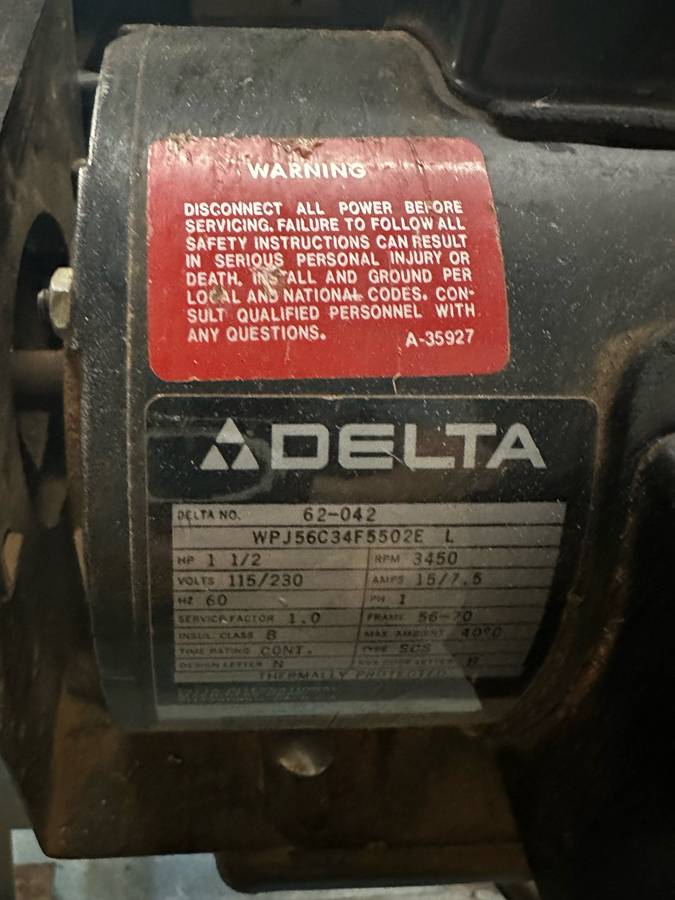 WARNING
DISCONNECT ALL POWER BEFORE
SERVICING. FAILURE TO FOLLOW ALL
SAFETY INSTRUCTIONS CAN RESULT
IN SERIOUS PERSONAL INJURY OR
DEATH. INSTALL AND GROUND PER
LOCAL AND NATIONAL CODES. CON-
SULT QUALIFIED PERSONNEL WITH
ANY QUESTIONS.
A-35927
DELTA
DELTA NO. 62-042
WPJ56C34F5502E L
HP 1 1/2 RPM 3450
VOLTS 115/230 AMPS 15/7.5
HZ 60 PH 1
SERVICE FACTOR 1.0 FRAME 56-70
INSUL CLASS B MAX AMBIENT 40°C
TIME RATING CONT. TYPE SCS
DESIGN LETTER N CODE LETTER
THERMALLY PROTECTED